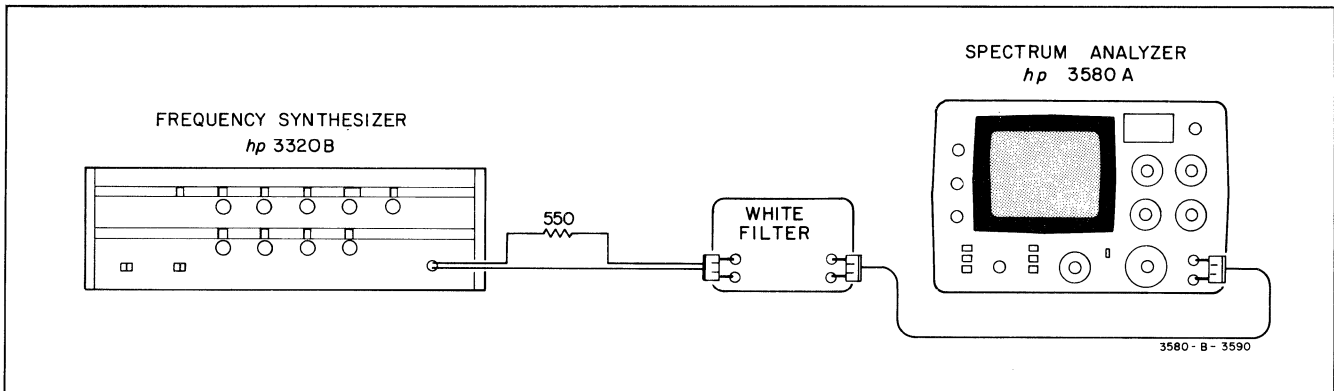 SPECTRUM ANALYZER
hp 3580A
FREQUENCY SYNTHESIZER
hp 3320B
550
WHITE
FILTER
3580-B-3590